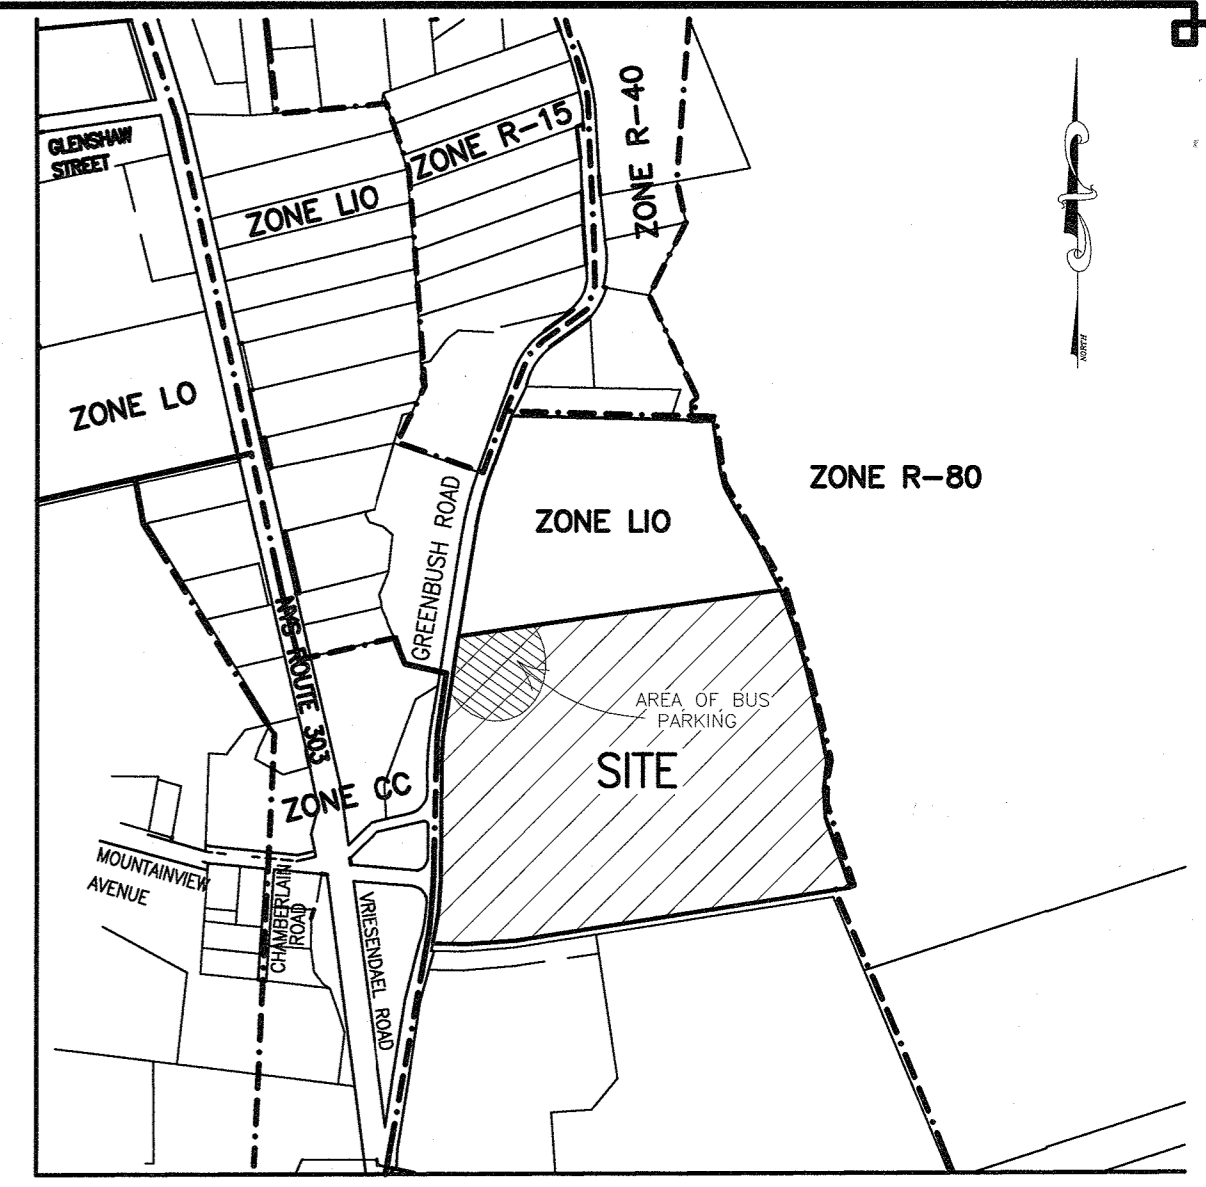 GLENSHAW
STREET
ZONE R-15
ZONE R-40
ZONE LIO
NORTH
ZONE LO
ZONE R-80
ZONE LIO
GREENBUSH ROAD
NYS ROUTE 303
AREA OF BUS
PARKING
SITE
ZONE CC
MOUNTAINVIEW
AVENUE
CHAMBERLAIN
ROAD
VRIESENDAEL ROAD